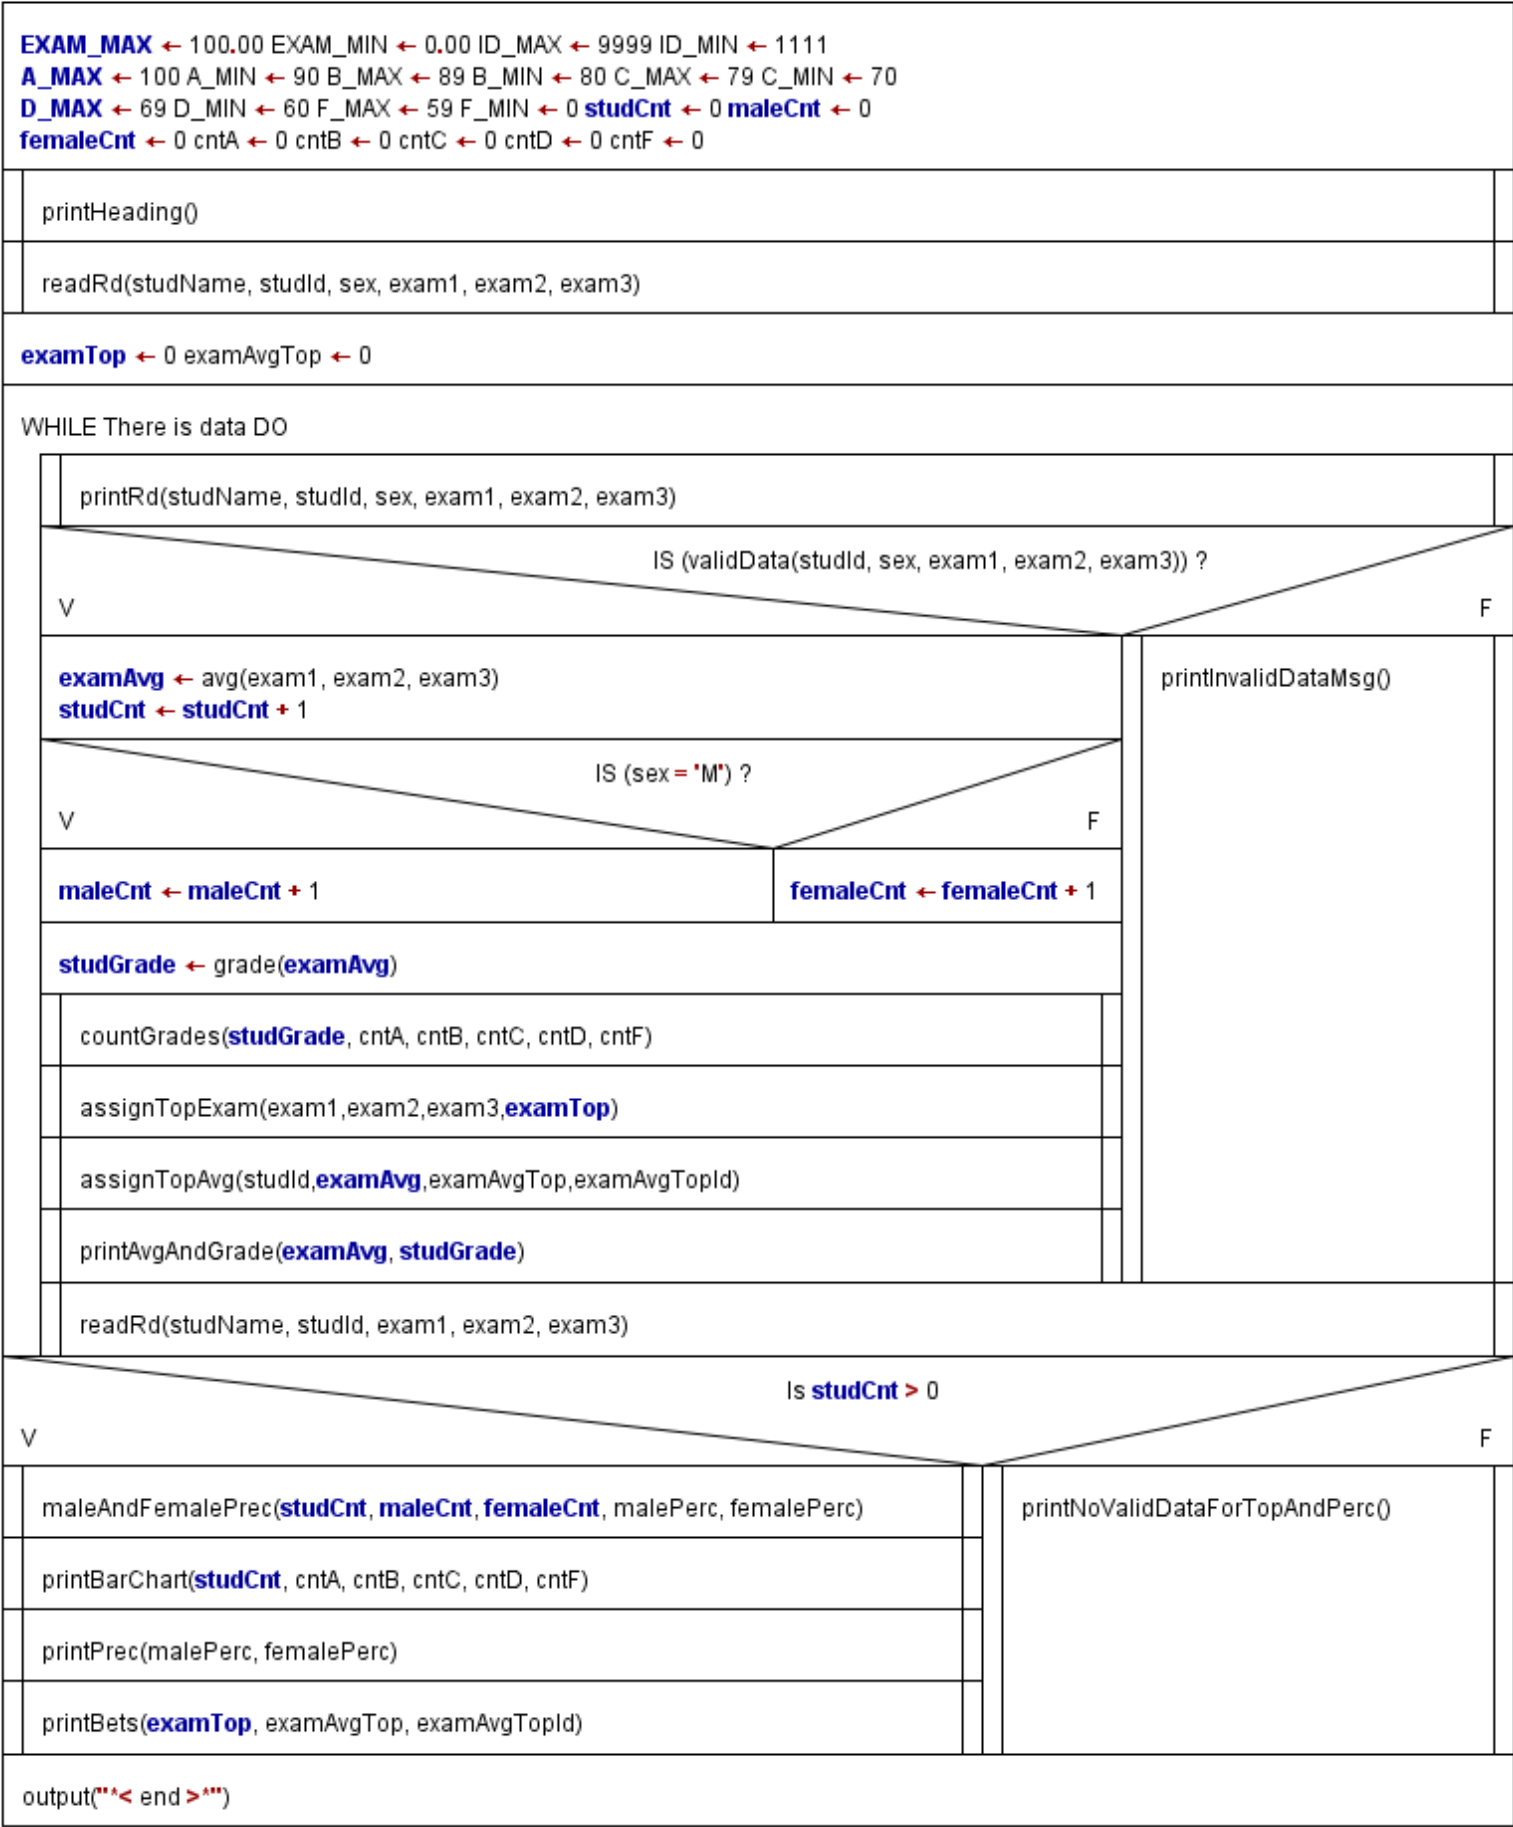 EXAM_MAX ← 100.00 EXAM_MIN ← 0.00 ID_MAX ← 9999 ID_MIN ← 1111
A_MAX ← 100 A_MIN ← 90 B_MAX ← 89 B_MIN ← 80 C_MAX ← 79 C_MIN ← 70
D_MAX ← 69 D_MIN ← 60 F_MAX ← 59 F_MIN ← 0 studCnt ← 0 maleCnt ← 0
femaleCnt ← 0 cntA ← 0 cntB ← 0 cntC ← 0 cntD ← 0 cntF ← 0
printHeading()
readRd(studName, studId, sex, exam1, exam2, exam3)
examTop ← 0 examAvgTop ← 0
WHILE There is data DO
printRd(studName, studId, sex, exam1, exam2, exam3)
IS (validData(studId, sex, exam1, exam2, exam3)) ?
V
F
examAvg ← avg(exam1, exam2, exam3)
studCnt ← studCnt + 1
printInvalidDataMsg()
IS (sex = 'M') ?
V
F
maleCnt ← maleCnt + 1
femaleCnt ← femaleCnt + 1
studGrade ← grade(examAvg)
countGrades(studGrade, cntA, cntB, cntC, cntD, cntF)
assignTopExam(exam1,exam2,exam3,examTop)
assignTopAvg(studId,examAvg,examAvgTop,examAvgTopId)
printAvgAndGrade(examAvg, studGrade)
readRd(studName, studId, exam1, exam2, exam3)
Is studCnt > 0
V
F
maleAndFemalePrec(studCnt, maleCnt, femaleCnt, malePerc, femalePerc)
printNoValidDataForTopAndPerc()
printBarChart(studCnt, cntA, cntB, cntC, cntD, cntF)
printPrec(malePerc, femalePerc)
printBets(examTop, examAvgTop, examAvgTopId)
output("*< end >*")